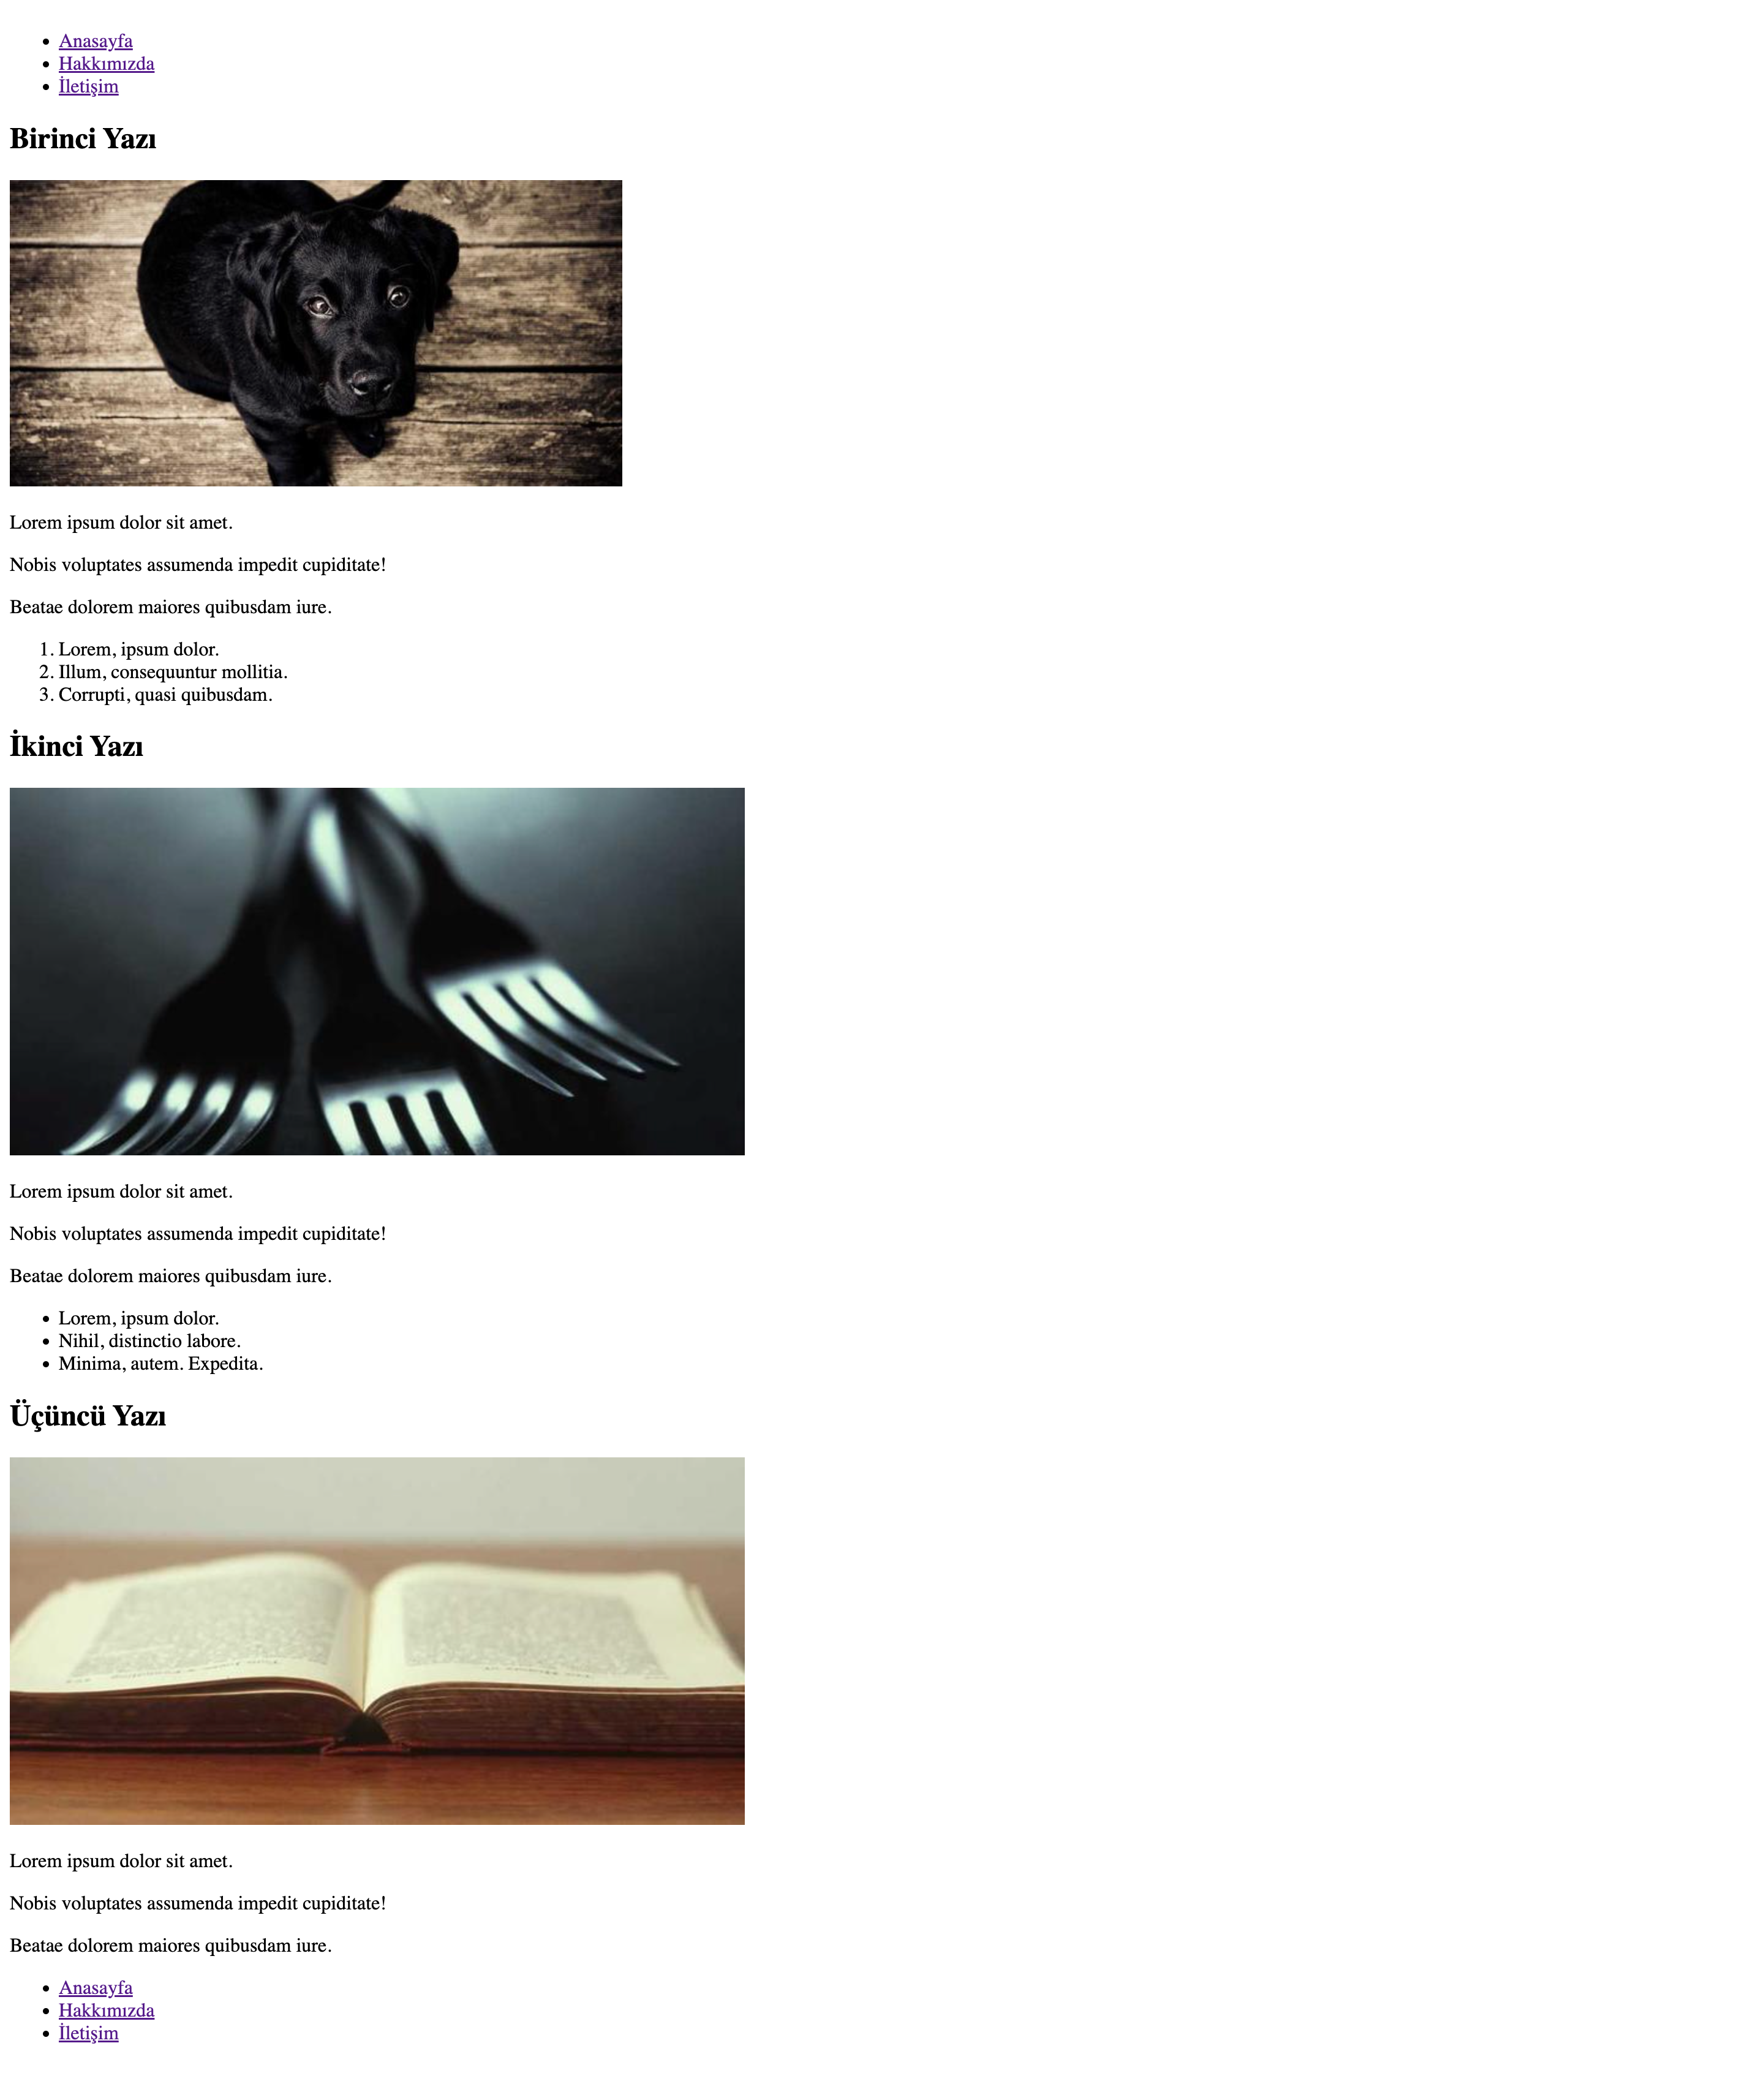 Anasayfa
Hakkımızda
İletişim
Birinci Yazı
Lorem ipsum dolor sit amet.
Nobis voluptates assumenda impedit cupiditate!
Beatae dolorem maiores quibusdam iure.
1. Lorem, ipsum dolor.
2. Illum, consequuntur mollitia.
3. Corrupti, quasi quibusdam.
İkinci Yazı
Lorem ipsum dolor sit amet.
Nobis voluptates assumenda impedit cupiditate!
Beatae dolorem maiores quibusdam iure.
Lorem, ipsum dolor.
Nihil, distinctio labore.
Minima, autem. Expedita.
Üçüncü Yazı
Lorem ipsum dolor sit amet.
Nobis voluptates assumenda impedit cupiditate!
Beatae dolorem maiores quibusdam iure.
Anasayfa
Hakkımızda
İletişim